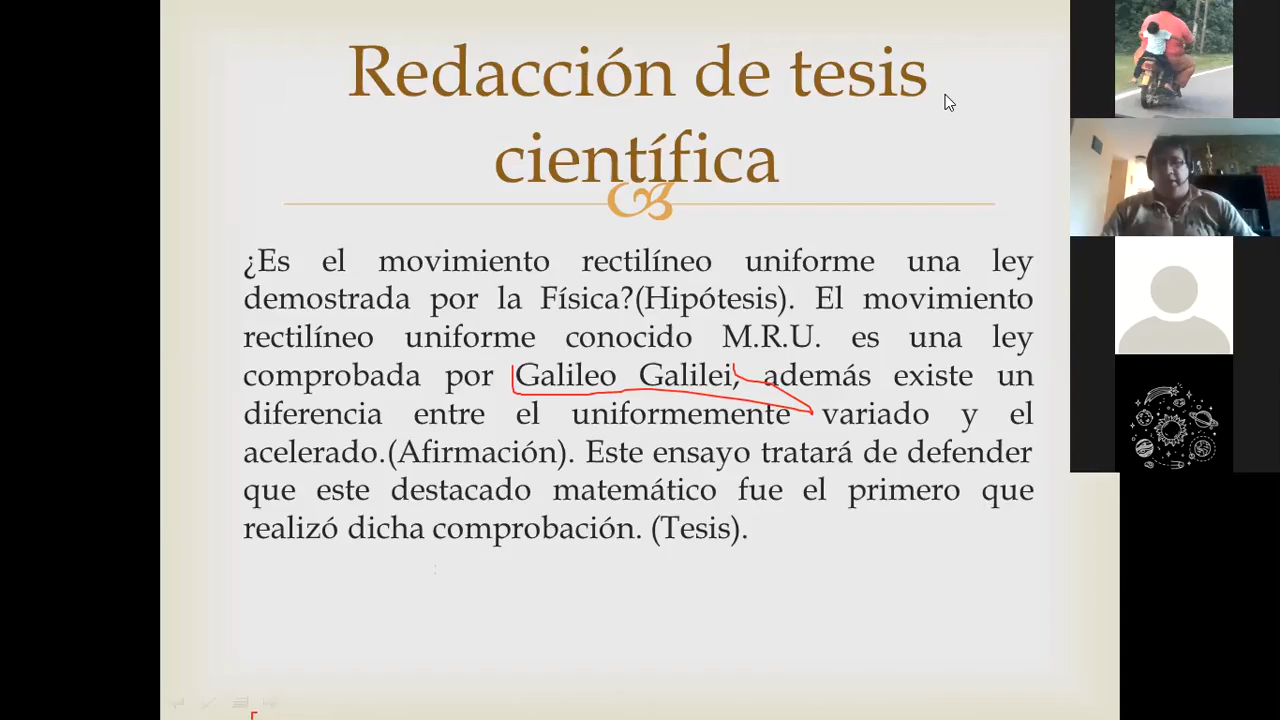 Redacción de tesis
científica
¿Es el movimiento rectilíneo uniforme una ley
demostrada por la Física?(Hipótesis). El movimiento
rectilíneo uniforme conocido M.R.U. es una ley
comprobada por Galileo Galilei, además existe un
diferencia entre el uniformemente variado y el
acelerado.(Afirmación). Este ensayo tratará de defender
que este destacado matemático fue el primero que
realizó dicha comprobación. (Tesis).